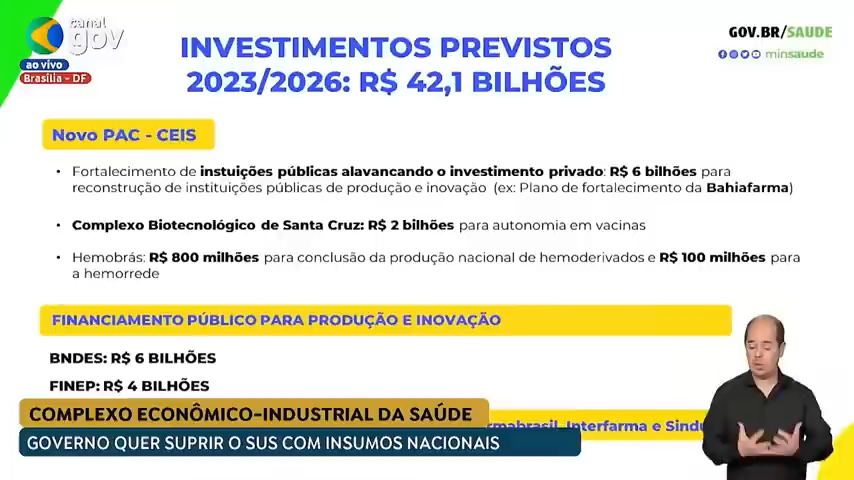 canal
gov
ao vivo
Brasília - DF
GOV.BR/SAUDE
minsaude
INVESTIMENTOS PREVISTOS
2023/2026: R$ 42,1 BILHÕES
Novo PAC - CEIS
• Fortalecimento de instuições públicas alavancando o investimento privado: R$ 6 bilhões para
reconstrução de instituições públicas de produção e inovação (ex: Plano de fortalecimento da Bahiafarma)
• Complexo Biotecnológico de Santa Cruz: R$ 2 bilhões para autonomia em vacinas
• Hemobrás: R$ 800 milhões para conclusão da produção nacional de hemoderivados e R$ 100 milhões para
a hemorrede
FINANCIAMENTO PÚBLICO PARA PRODUÇÃO E INOVAÇÃO
BNDES: R$ 6 BILHÕES
FINEP: R$ 4 BILHÕES
COMPLEXO ECONÔMICO-INDUSTRIAL DA SAÚDE
Interfarma e
GOVERNO QUER SUPRIR O SUS COM INSUMOS NACIONAIS